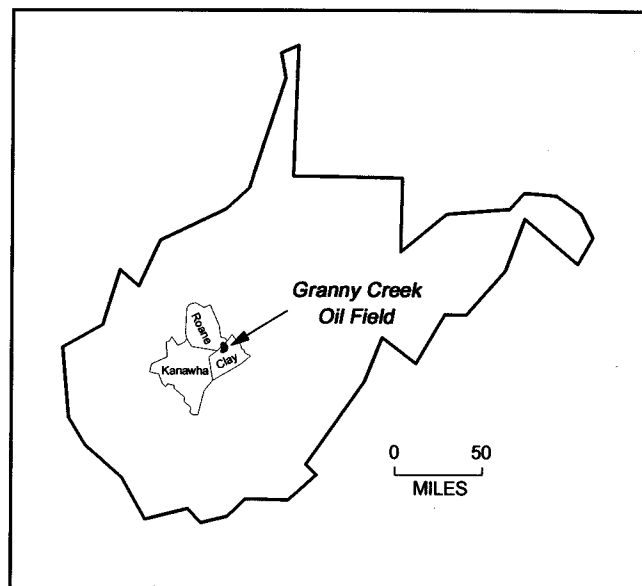 Granny Creek
Oil Field
Roane
Kanawha
Clay
0 50
MILES